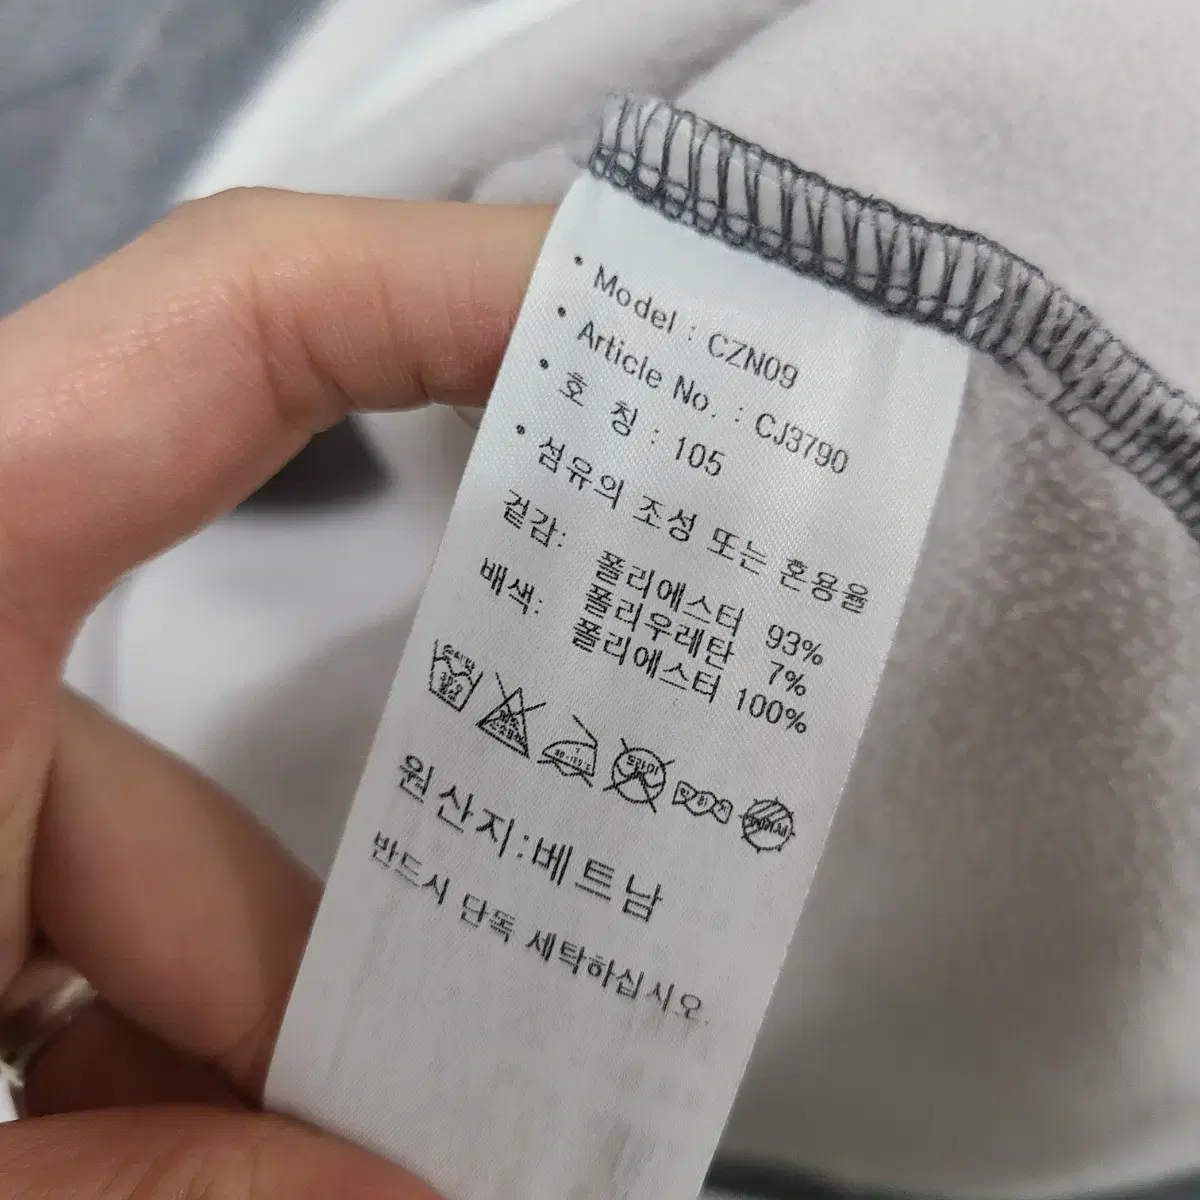 • Model : CZN09
• Article No. : CJ3790
• 호 칭 : 105
• 섬유의 조성 또는 혼용율
겉감: 폴리에스터 93%
폴리우레탄 7%
배색: 폴리에스터 100%
드라이
원산지:베트남
반드시 단독 세탁하십시오.